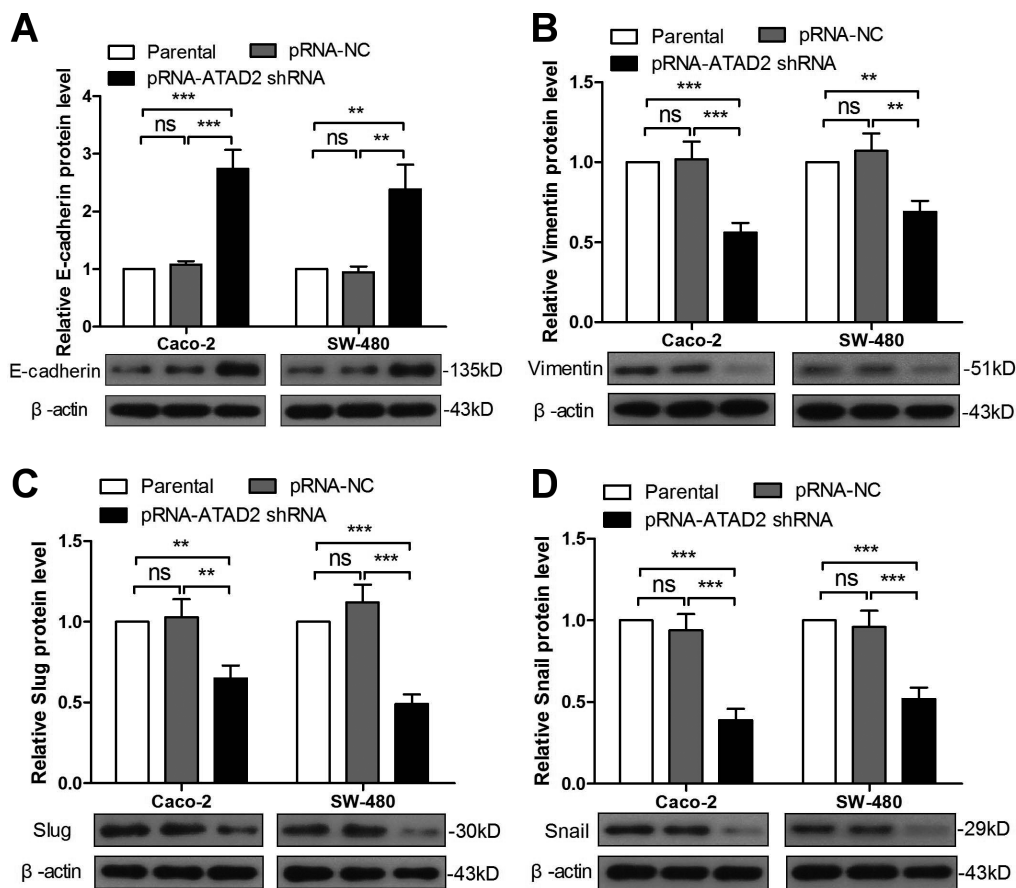 A
Parental
pRNA-NC
pRNA-ATAD2 shRNA
Relative E-cadherin protein level
4
3
2
1
0
***
ns
***
**
ns
**
Caco-2
SW-480
E-cadherin
-135kD
β -actin
-43kD
B
Parental
pRNA-NC
pRNA-ATAD2 shRNA
Relative Vimentin protein level
1.5
1.0
0.5
0.0
***
ns
***
**
ns
**
Caco-2
SW-480
Vimentin
-51kD
β -actin
-43kD
C
Parental
pRNA-NC
pRNA-ATAD2 shRNA
Relative Slug protein level
1.5
1.0
0.5
0.0
**
ns
**
***
ns
***
Caco-2
SW-480
Slug
-30kD
β -actin
-43kD
D
Parental
pRNA-NC
pRNA-ATAD2 shRNA
Relative Snail protein level
1.5
1.0
0.5
0.0
***
ns
***
***
ns
***
Caco-2
SW-480
Snail
-29kD
β -actin
-43kD